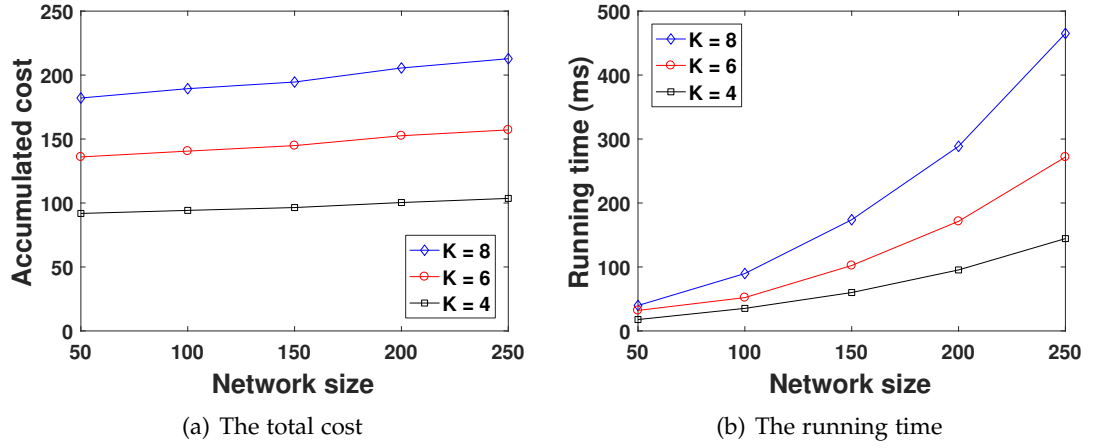 250
200
150
100
50
0
Accumulated cost
K = 8
K = 6
K = 4
50 100 150 200 250
Network size
(a) The total cost
500
400
300
200
100
0
Running time (ms)
K = 8
K = 6
K = 4
50 100 150 200 250
Network size
(b) The running time